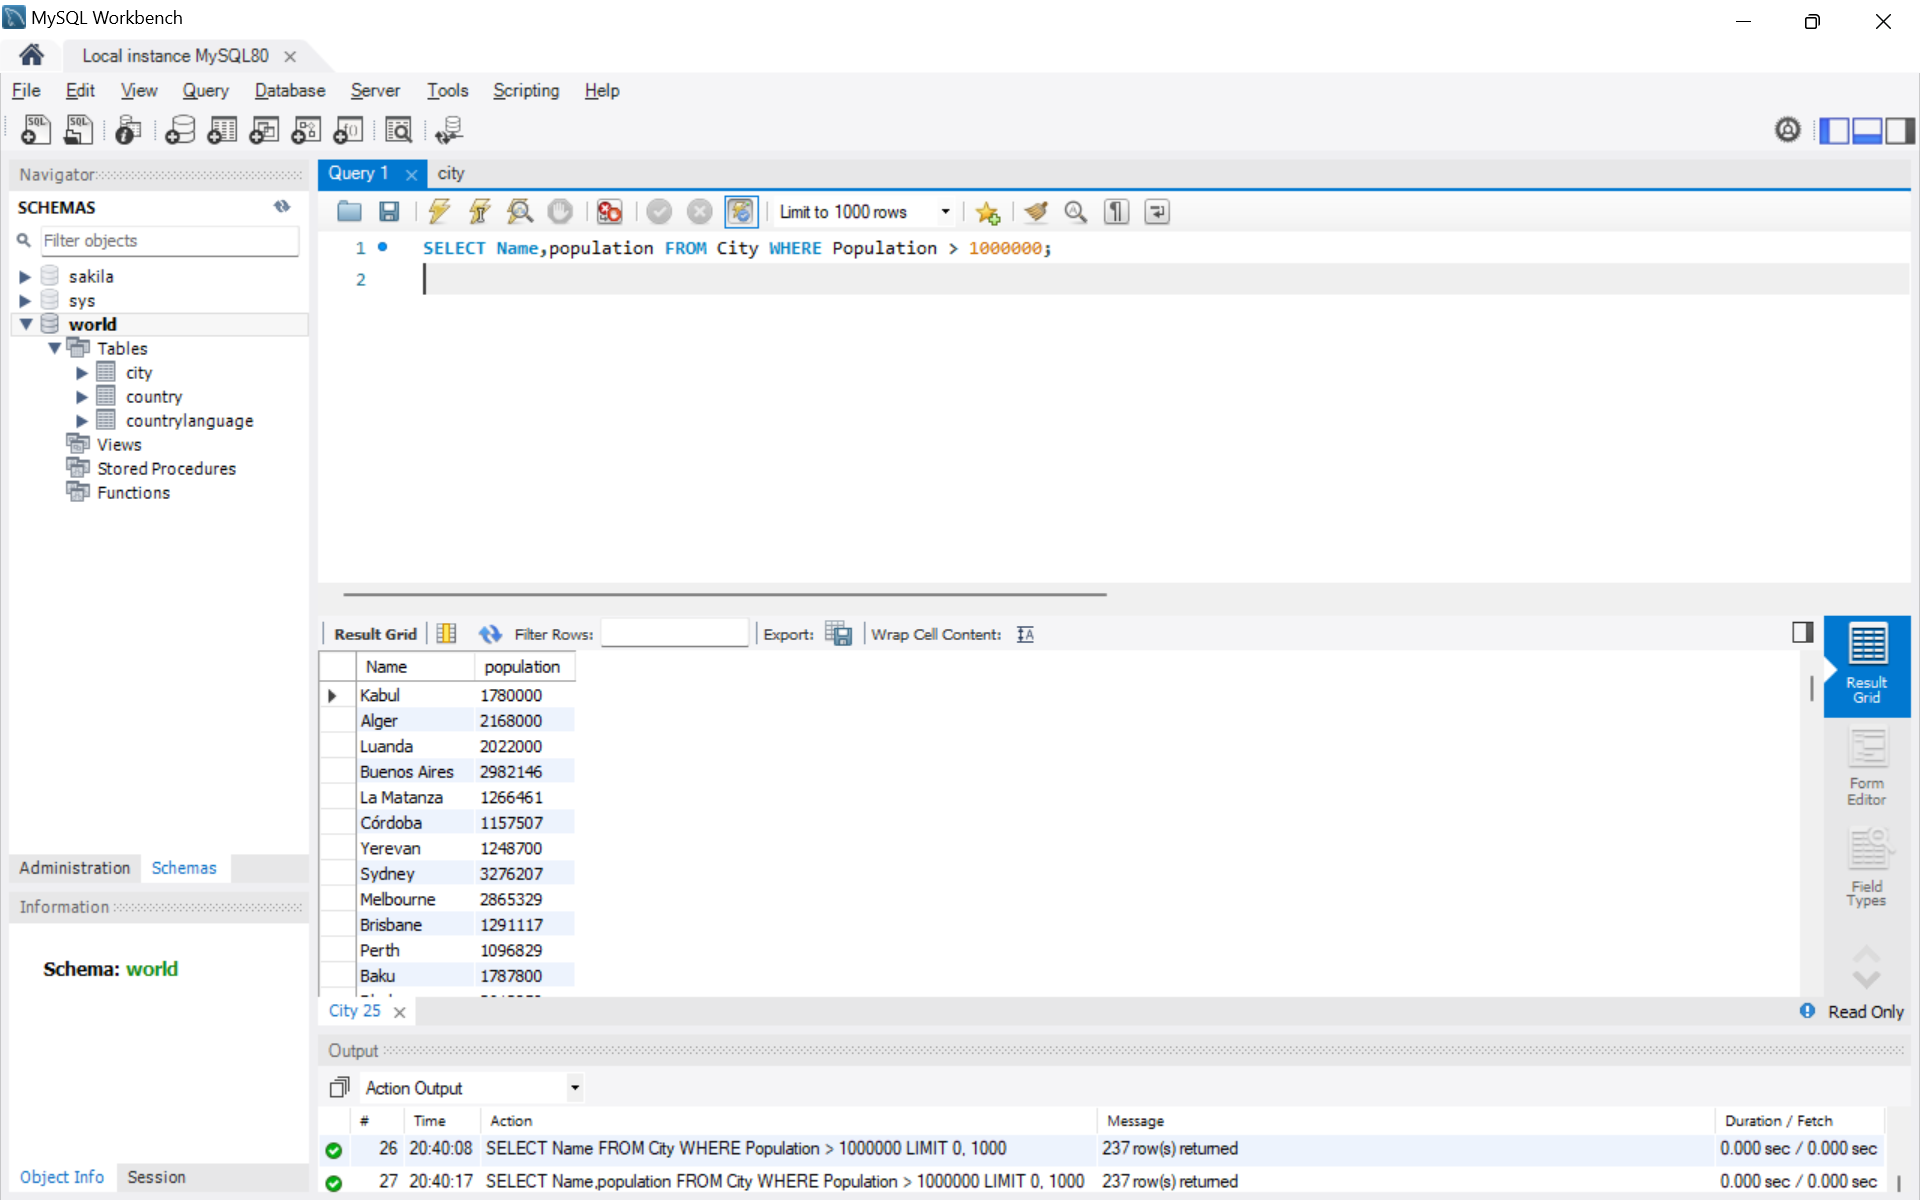 MySQL Workbench
Local instance MySQL80
File Edit View Query Database Server Tools Scripting Help
Navigator
SCHEMAS
Filter objects
sakila
sys
world
Tables
city
country
countrylanguage
Views
Stored Procedures
Functions
Administration Schemas
Information
Schema: world
Object Info Session
Query 1 city
Limit to 1000 rows
1 SELECT Name,population FROM City WHERE Population > 1000000;
2
Result Grid Filter Rows: Export: Wrap Cell Content:
Name population
Kabul 1780000
Alger 2168000
Luanda 2022000
Buenos Aires 2982146
La Matanza 1266461
Córdoba 1157507
Yerevan 1248700
Sydney 3276207
Melbourne 2865329
Brisbane 1291117
Perth 1096829
Baku 1787800
Result
Grid
Form
Editor
Field
Types
City 25 Read Only
Output
Action Output
# Time Action Message Duration / Fetch
26 20:40:08 SELECT Name FROM City WHERE Population > 1000000 LIMIT 0, 1000 237 row(s) returned 0.000 sec / 0.000 sec
27 20:40:17 SELECT Name,population FROM City WHERE Population > 1000000 LIMIT 0, 1000 237 row(s) returned 0.000 sec / 0.000 sec